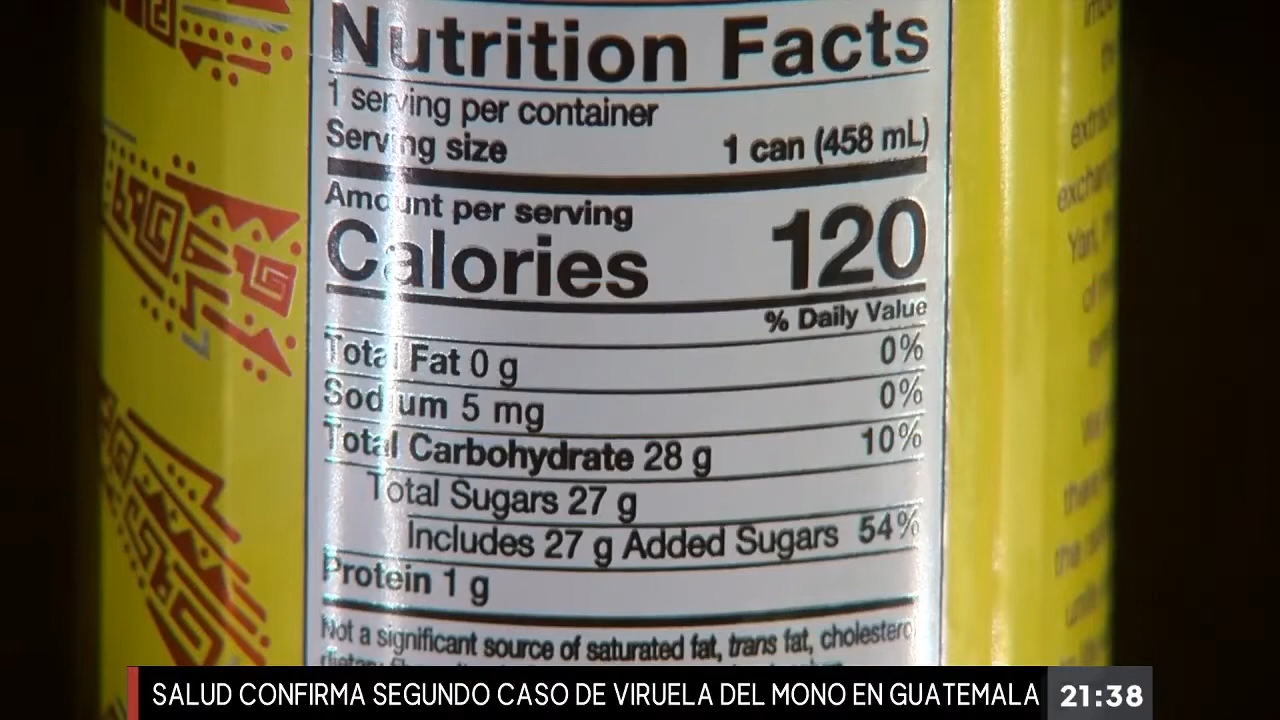 Nutrition Facts
1 serving per container
Serving size 1 can (458 mL)
Amount per serving
Calories 120
% Daily Value
Total Fat 0 g 0%
Sodium 5 mg 0%
Total Carbohydrate 28 g 10%
Total Sugars 27 g
Includes 27 g Added Sugars 54%
Protein 1 g
Not a significant source of saturated fat, trans fat,
SALUD CONFIRMA SEGUNDO CASO DE VIRUELA DEL MONO EN GUATEMALA 21:38